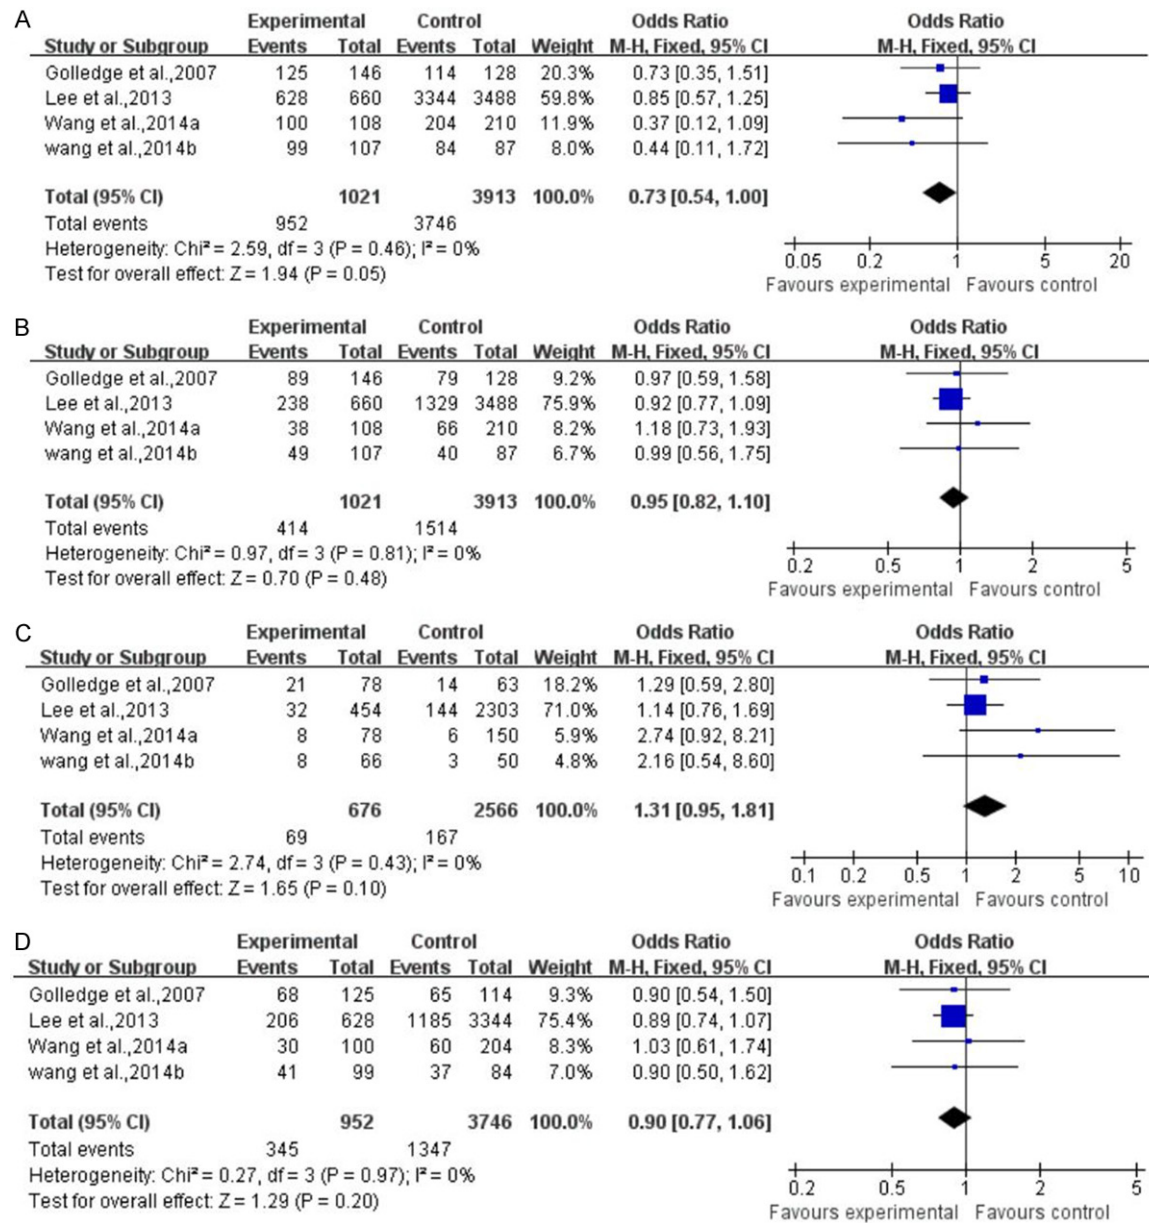 A
Experimental Control Odds Ratio Odds Ratio
Study or Subgroup Events Total Events Total Weight M-H, Fixed, 95% CI M-H, Fixed, 95% CI
Golledge et al.,2007 125 146 114 128 20.3% 0.73 [0.35, 1.51]
Lee et al.,2013 628 660 3344 3488 59.8% 0.85 [0.57, 1.25]
Wang et al.,2014a 100 108 204 210 11.9% 0.37 [0.12, 1.09]
wang et al.,2014b 99 107 84 87 8.0% 0.44 [0.11, 1.72]
Total (95% CI) 1021 3913 100.0% 0.73 [0.54, 1.00]
Total events 952 3746
Heterogeneity: Chi² = 2.59, df = 3 (P = 0.46); I² = 0%
Test for overall effect: Z = 1.94 (P = 0.05)
0.05 0.2 1 5 20
Favours experimental Favours control
B
Experimental Control Odds Ratio Odds Ratio
Study or Subgroup Events Total Events Total Weight M-H, Fixed, 95% CI M-H, Fixed, 95% CI
Golledge et al.,2007 89 146 79 128 9.2% 0.97 [0.59, 1.58]
Lee et al.,2013 238 660 1329 3488 75.9% 0.92 [0.77, 1.09]
Wang et al.,2014a 38 108 66 210 8.2% 1.18 [0.73, 1.93]
wang et al.,2014b 49 107 40 87 6.7% 0.99 [0.56, 1.75]
Total (95% CI) 1021 3913 100.0% 0.95 [0.82, 1.10]
Total events 414 1514
Heterogeneity: Chi² = 0.97, df = 3 (P = 0.81); I² = 0%
Test for overall effect: Z = 0.70 (P = 0.48)
0.2 0.5 1 2 5
Favours experimental Favours control
C
Experimental Control Odds Ratio Odds Ratio
Study or Subgroup Events Total Events Total Weight M-H, Fixed, 95% CI M-H, Fixed, 95% CI
Golledge et al.,2007 21 78 14 63 18.2% 1.29 [0.59, 2.80]
Lee et al.,2013 32 454 144 2303 71.0% 1.14 [0.76, 1.69]
Wang et al.,2014a 8 78 6 150 5.9% 2.74 [0.92, 8.21]
wang et al.,2014b 8 66 3 50 4.8% 2.16 [0.54, 8.60]
Total (95% CI) 676 2566 100.0% 1.31 [0.95, 1.81]
Total events 69 167
Heterogeneity: Chi² = 2.74, df = 3 (P = 0.43); I² = 0%
Test for overall effect: Z = 1.65 (P = 0.10)
0.1 0.2 0.5 1 2 5 10
Favours experimental Favours control
D
Experimental Control Odds Ratio Odds Ratio
Study or Subgroup Events Total Events Total Weight M-H, Fixed, 95% CI M-H, Fixed, 95% CI
Golledge et al.,2007 68 125 65 114 9.3% 0.90 [0.54, 1.50]
Lee et al.,2013 206 628 1185 3344 75.4% 0.89 [0.74, 1.07]
Wang et al.,2014a 30 100 60 204 8.3% 1.03 [0.61, 1.74]
wang et al.,2014b 41 99 37 84 7.0% 0.90 [0.50, 1.62]
Total (95% CI) 952 3746 100.0% 0.90 [0.77, 1.06]
Total events 345 1347
Heterogeneity: Chi² = 0.27, df = 3 (P = 0.97); I² = 0%
Test for overall effect: Z = 1.29 (P = 0.20)
0.2 0.5 1 2 5
Favours experimental Favours control